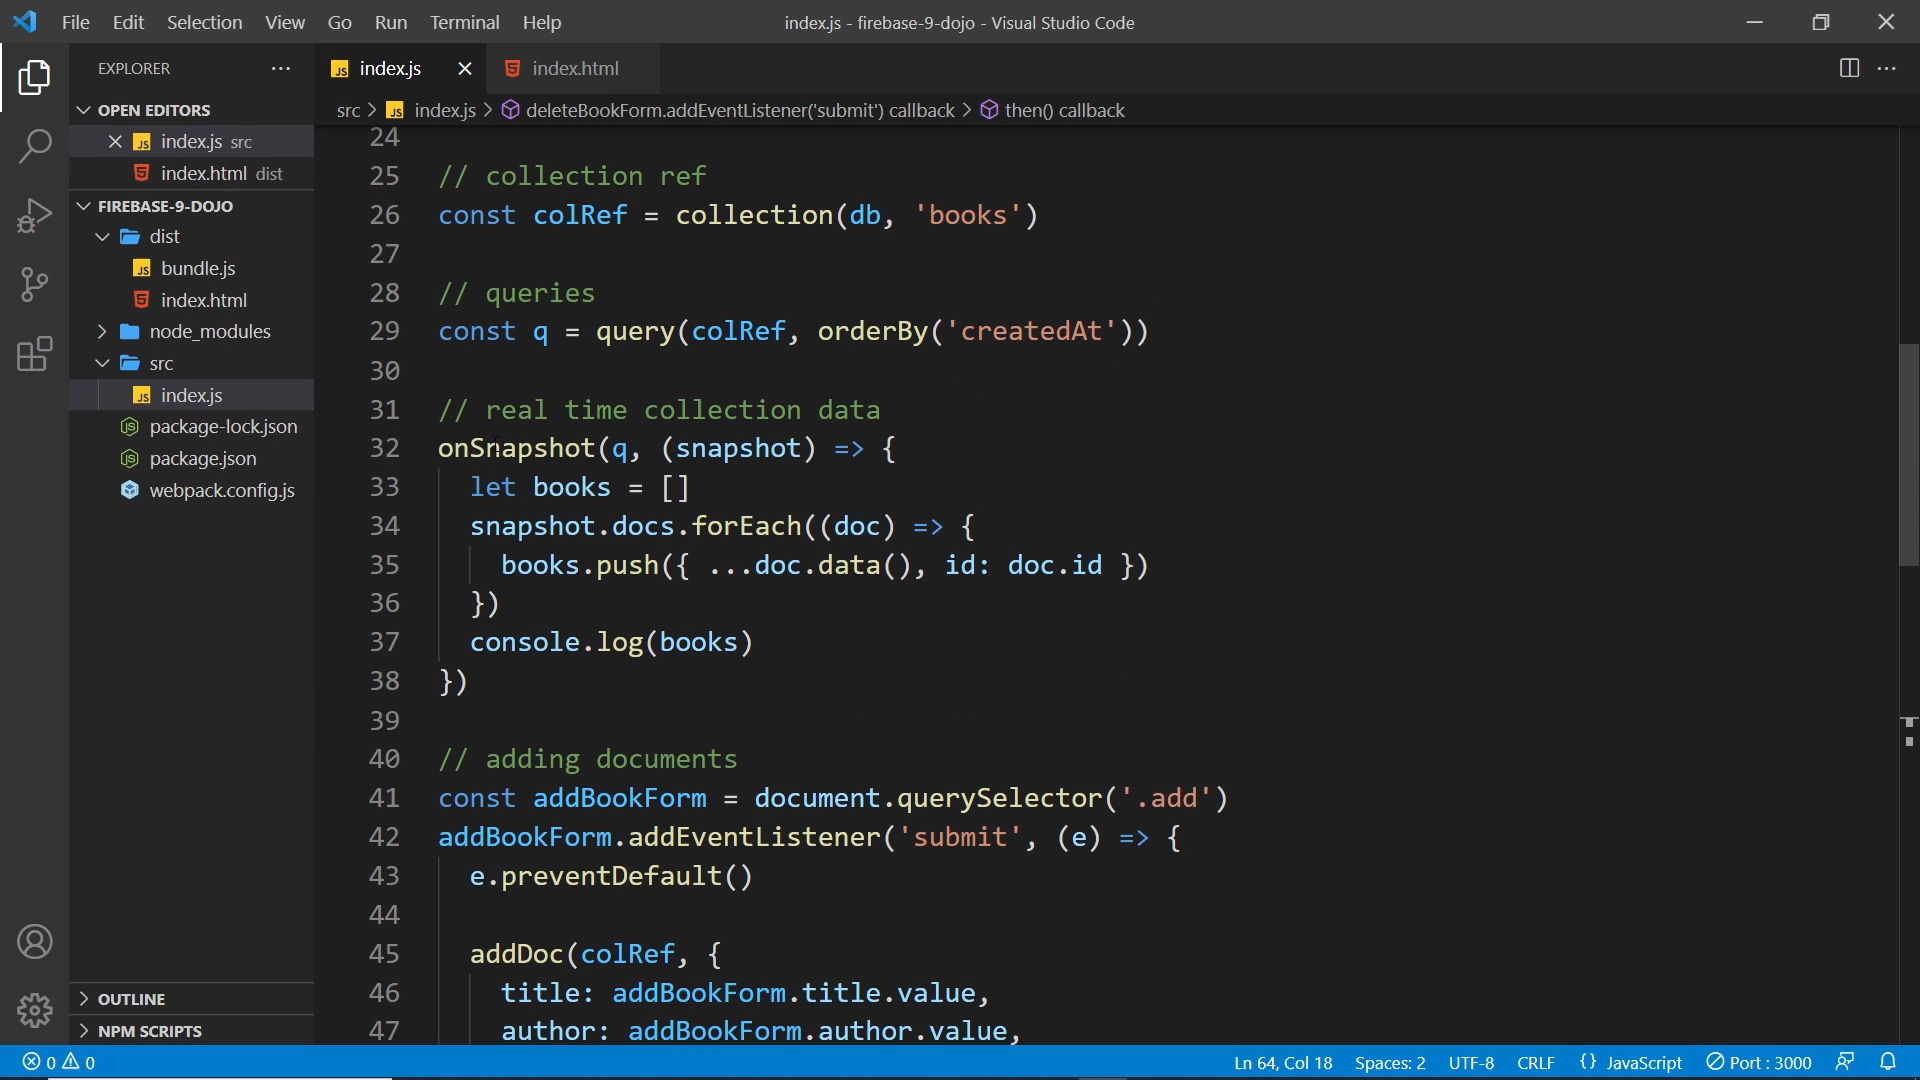 File Edit Selection View Go Run Terminal Help
index.js - firebase-9-dojo - Visual Studio Code
EXPLORER
OPEN EDITORS
index.js src
index.html dist
FIREBASE-9-DOJO
dist
bundle.js
index.html
node_modules
src
index.js
package-lock.json
package.json
webpack.config.js
OUTLINE
NPM SCRIPTS
index.js
index.html
src > index.js > deleteBookForm.addEventListener('submit') callback > then() callback
24
25 // collection ref
26 const colRef = collection(db, 'books')
27
28 // queries
29 const q = query(colRef, orderBy('createdAt'))
30
31 // real time collection data
32 onSnapshot(q, (snapshot) => {
33 let books = []
34 snapshot.docs.forEach((doc) => {
35 books.push({ ...doc.data(), id: doc.id })
36 })
37 console.log(books)
38 })
39
40 // adding documents
41 const addBookForm = document.querySelector('.add')
42 addBookForm.addEventListener('submit', (e) => {
43 e.preventDefault()
44
45 addDoc(colRef, {
46 title: addBookForm.title.value,
47 author: addBookForm.author.value,
0 0
Ln 64, Col 18 Spaces: 2 UTF-8 CRLF {} JavaScript Port : 3000